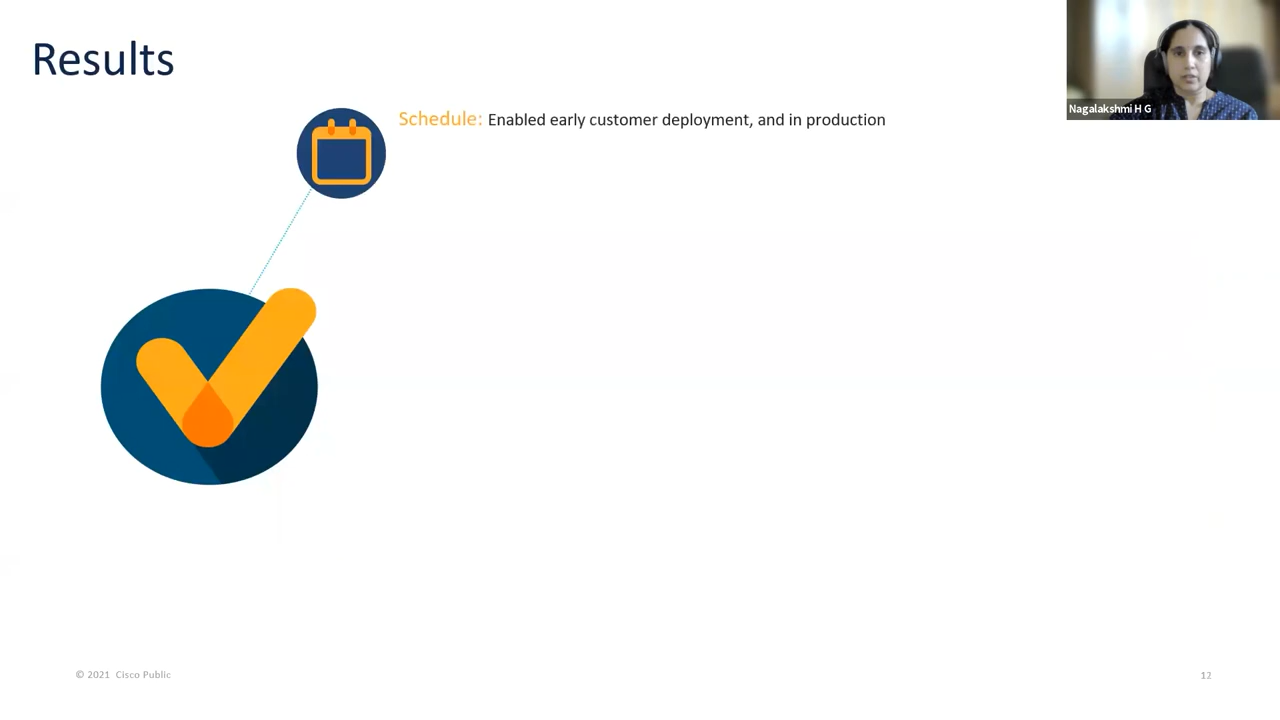 Results
Schedule: Enabled early customer deployment, and in production
Nagalakshmi H G
© 2021 Cisco Public
12